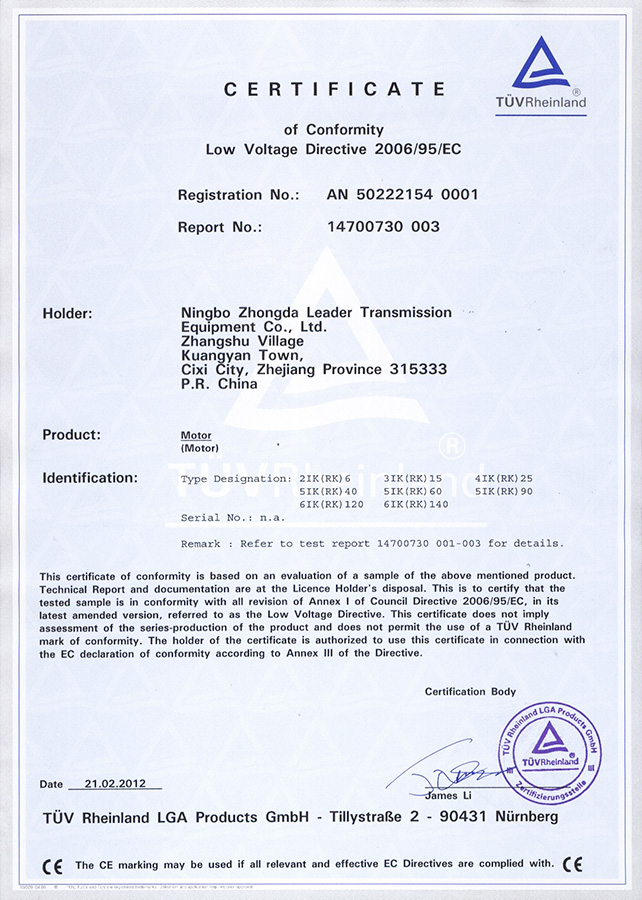 CERTIFICATE
TÜVRheinland®
of Conformity
Low Voltage Directive 2006/95/EC
Registration No.: AN 50222154 0001
Report No.: 14700730 003
Holder: Ningbo Zhongda Leader Transmission
Equipment Co., Ltd.
Zhangshu Village
Kuangyan Town,
Cixi City, Zhejiang Province 315333
P.R. China
Product: Motor
(Motor)
TÜVRheinland®
Identification: Type Designation: 2IK(RK)6 3IK(RK)15 4IK(RK)25
5IK(RK)40 5IK(RK)60 5IK(RK)90
6IK(RK)120 6IK(RK)140
Serial No.: n.a.
Remark : Refer to test report 14700730 001-003 for details.
This certificate of conformity is based on an evaluation of a sample of the above mentioned product.
Technical Report and documentation are at the Licence Holder's disposal. This is to certify that the
tested sample is in conformity with all revision of Annex I of Council Directive 2006/95/EC, in its
latest amended version, referred to as the Low Voltage Directive. This certificate does not imply
assessment of the series-production of the product and does not permit the use of a TÜV Rheinland
mark of conformity. The holder of the certificate is authorized to use this certificate in connection with
the EC declaration of conformity according to Annex III of the Directive.
Certification Body
TÜV Rheinland LGA Products GmbH
TÜVRheinland®
Zertifizierungsstelle
Date 21.02.2012
James Li
TÜV Rheinland LGA Products GmbH - Tillystraße 2 - 90431 Nürnberg
CE The CE marking may be used if all relevant and effective EC Directives are complied with. CE